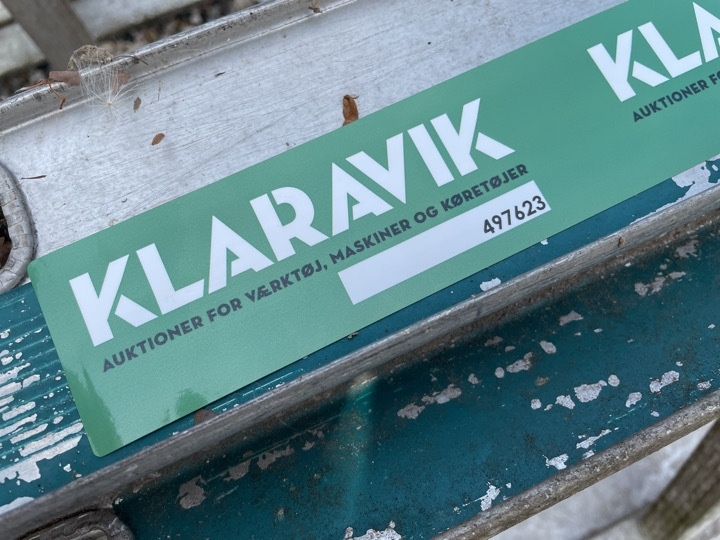 KLARAVIK
AUKTIONER FOR VÆRKTØJ, MASKINER OG KØRETØJER
497623
KLA
AUKTIONER